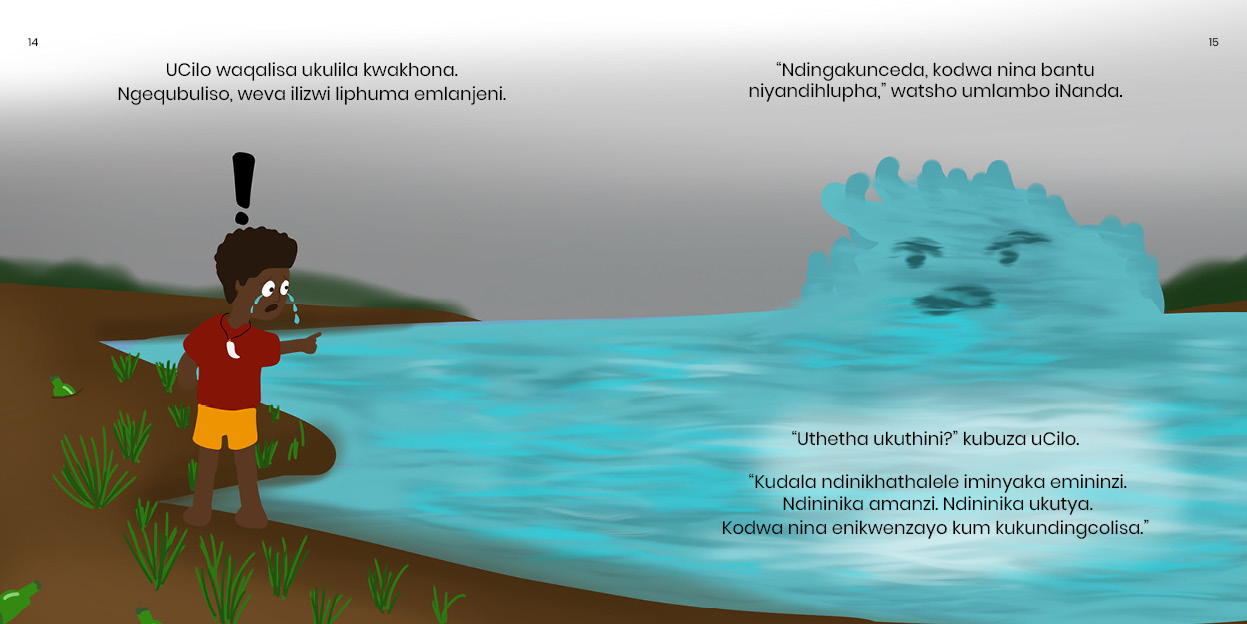 14
UCilo waqalisa ukulila kwakhona.
Ngequbuliso, weva ilizwi liphuma emlanjeni.
15
“Ndingakunceda, kodwa nina bantu
niyandihlupha,” watsho umlambo iNanda.
“Uthetha ukuthini?” kubuza uCilo.
“Kudala ndinikhathalele iminyaka emininzi.
Ndininika amanzi. Ndininika ukutya.
Kodwa nina enikwenzayo kum kukundingcolisa.”